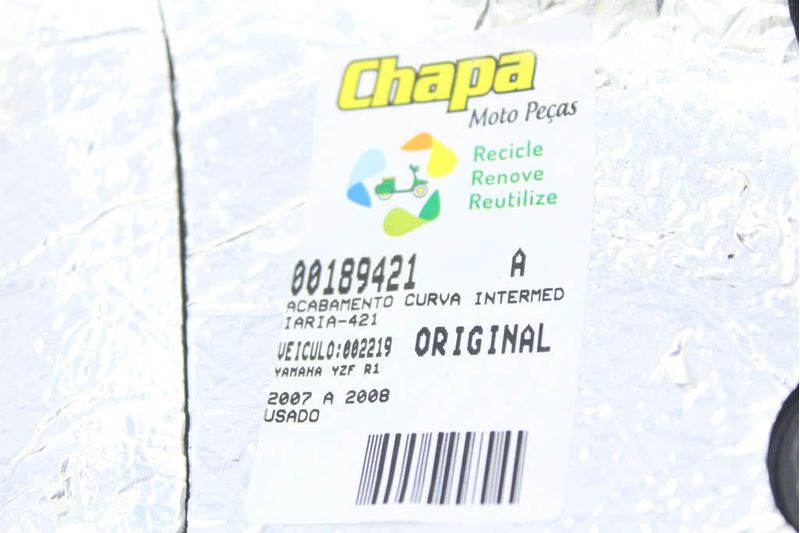 Chapa
Moto Peças
Recicle
Renove
Reutilize
00189421 A
ACABAMENTO CURVA INTERMED
IARIA-421
VEICULO:002219 ORIGINAL
YAMAHA YZF R1
2007 A 2008
USADO